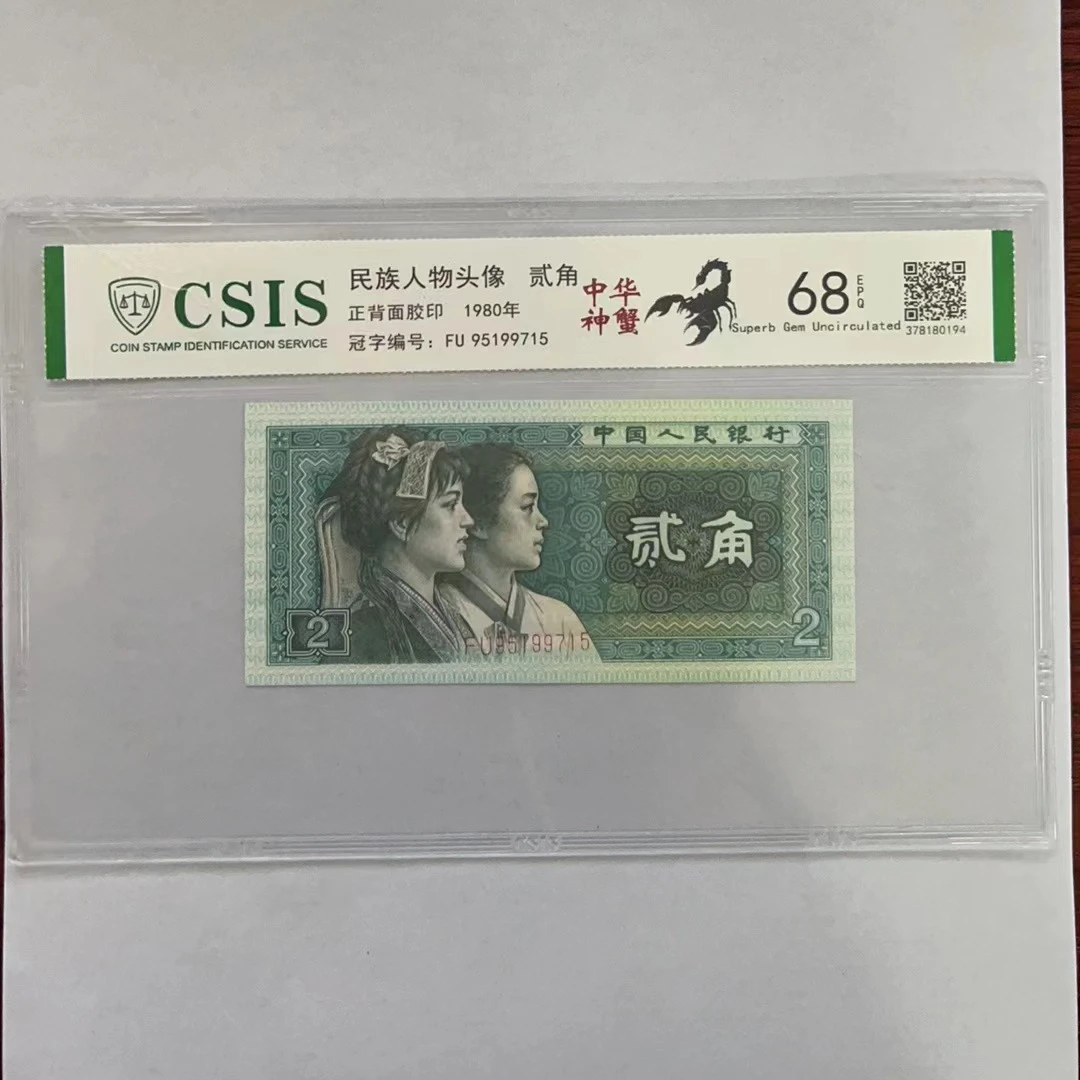 CSIS
COIN STAMP IDENTIFICATION SERVICE
民族人物头像 贰角
正背面胶印 1980年
冠字编号：FU 95199715
中华
神蟹
68
EPQ
Superb Gem Uncirculated
378180194
中国人民银行
贰角
2
FU95199715
2